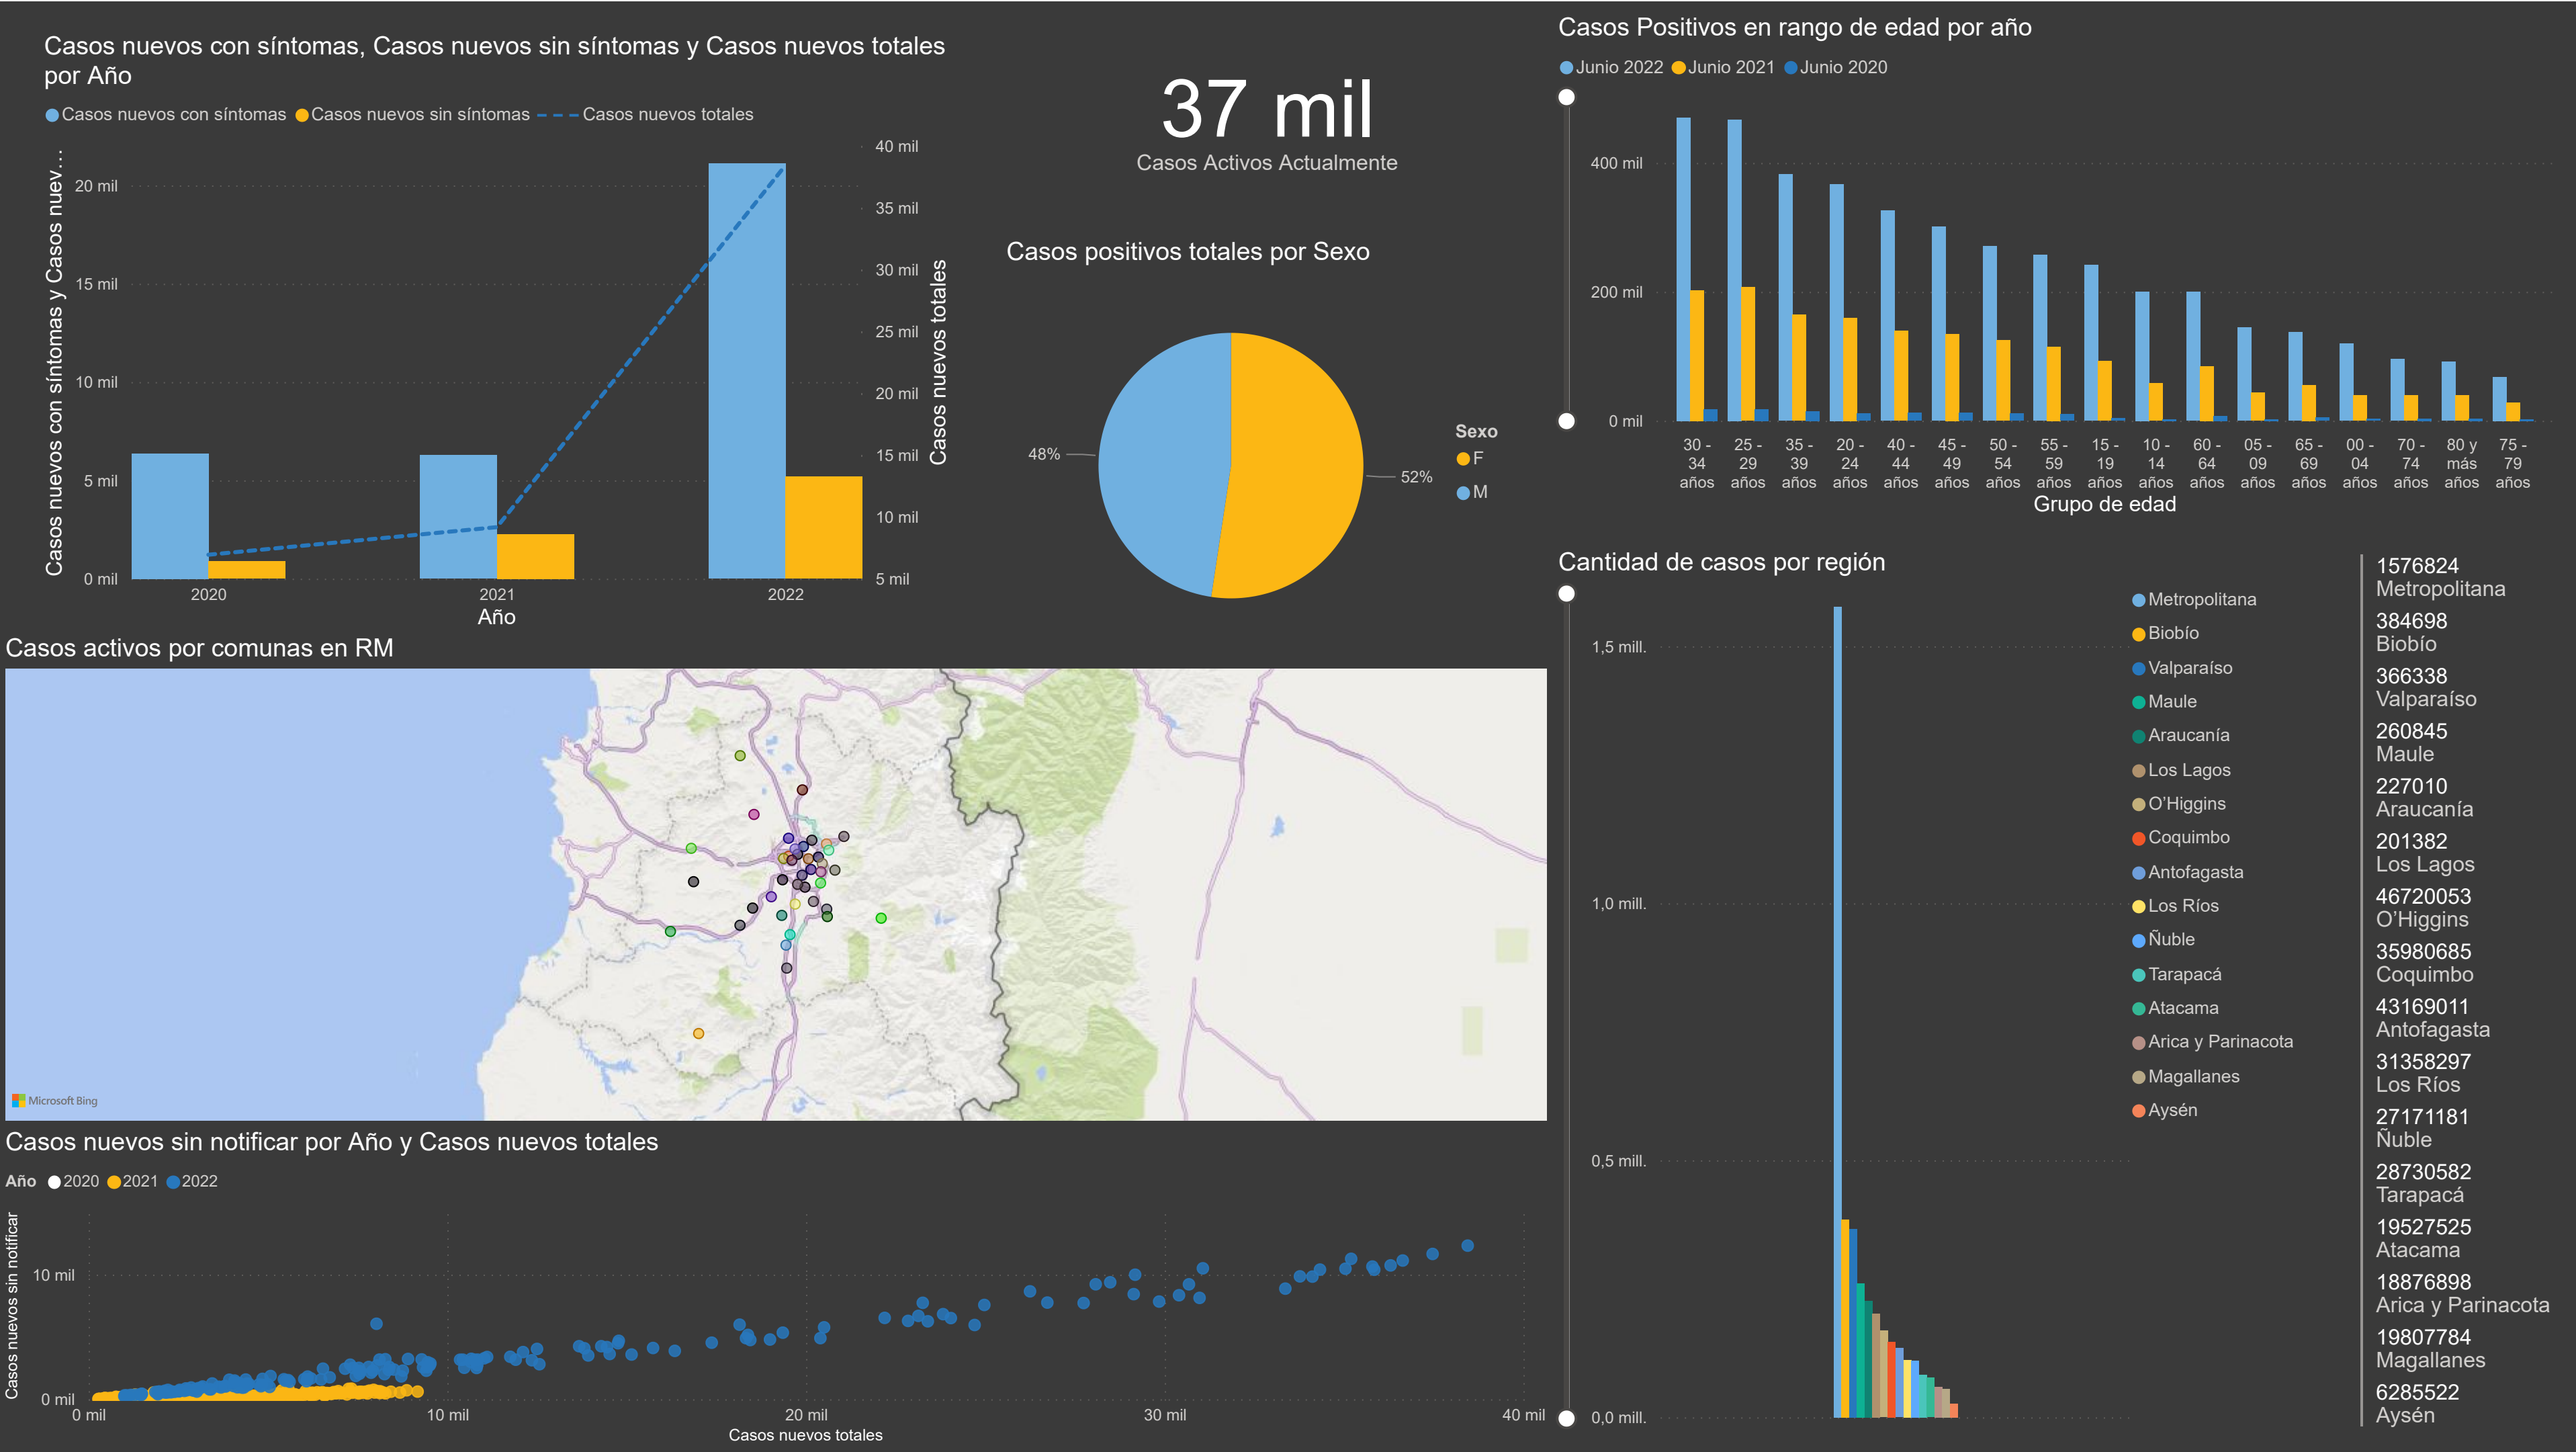 Casos nuevos con síntomas, Casos nuevos sin síntomas y Casos nuevos totales
por Año
Casos nuevos con síntomas Casos nuevos sin síntomas Casos nuevos totales
Casos nuevos con síntomas y Casos nuev…
20 mil
15 mil
10 mil
5 mil
0 mil
40 mil
35 mil
30 mil
25 mil
20 mil
15 mil
10 mil
5 mil
Casos nuevos totales
2020 2021 2022
Año
37 mil
Casos Activos Actualmente
Casos positivos totales por Sexo
48%
52%
Sexo
F
M
Casos Positivos en rango de edad por año
Junio 2022 Junio 2021 Junio 2020
400 mil
200 mil
0 mil
30 - 25 - 35 - 20 - 40 - 45 - 50 - 55 - 15 - 10 - 60 - 05 - 65 - 00 - 70 - 80 y 75 -
34 29 39 24 44 49 54 59 19 14 64 09 69 04 74 más 79
años años años años años años años años años años años años años años años años años
Grupo de edad
Casos activos por comunas en RM
Microsoft Bing
Casos nuevos sin notificar por Año y Casos nuevos totales
Año 2020 2021 2022
Casos nuevos sin notificar
10 mil
0 mil
0 mil 10 mil 20 mil 30 mil 40 mil
Casos nuevos totales
Cantidad de casos por región
1,5 mill.
1,0 mill.
0,5 mill.
0,0 mill.
Metropolitana
Biobío
Valparaíso
Maule
Araucanía
Los Lagos
O'Higgins
Coquimbo
Antofagasta
Los Ríos
Ñuble
Tarapacá
Atacama
Arica y Parinacota
Magallanes
Aysén
1576824
Metropolitana
384698
Biobío
366338
Valparaíso
260845
Maule
227010
Araucanía
201382
Los Lagos
46720053
O'Higgins
35980685
Coquimbo
43169011
Antofagasta
31358297
Los Ríos
27171181
Ñuble
28730582
Tarapacá
19527525
Atacama
18876898
Arica y Parinacota
19807784
Magallanes
6285522
Aysén